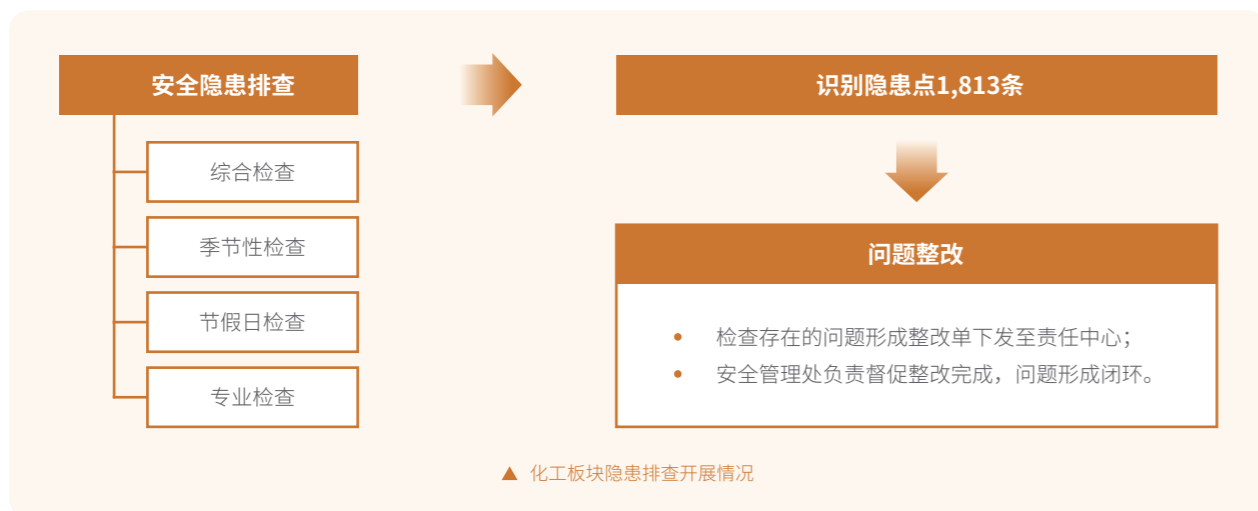 安全隐患排查
综合检查
季节性检查
节假日检查
专业检查
识别隐患点1,813条
问题整改
检查存在的问题形成整改单下发至责任中心；
安全管理处负责督促整改完成，问题形成闭环。
▲ 化工板块隐患排查开展情况